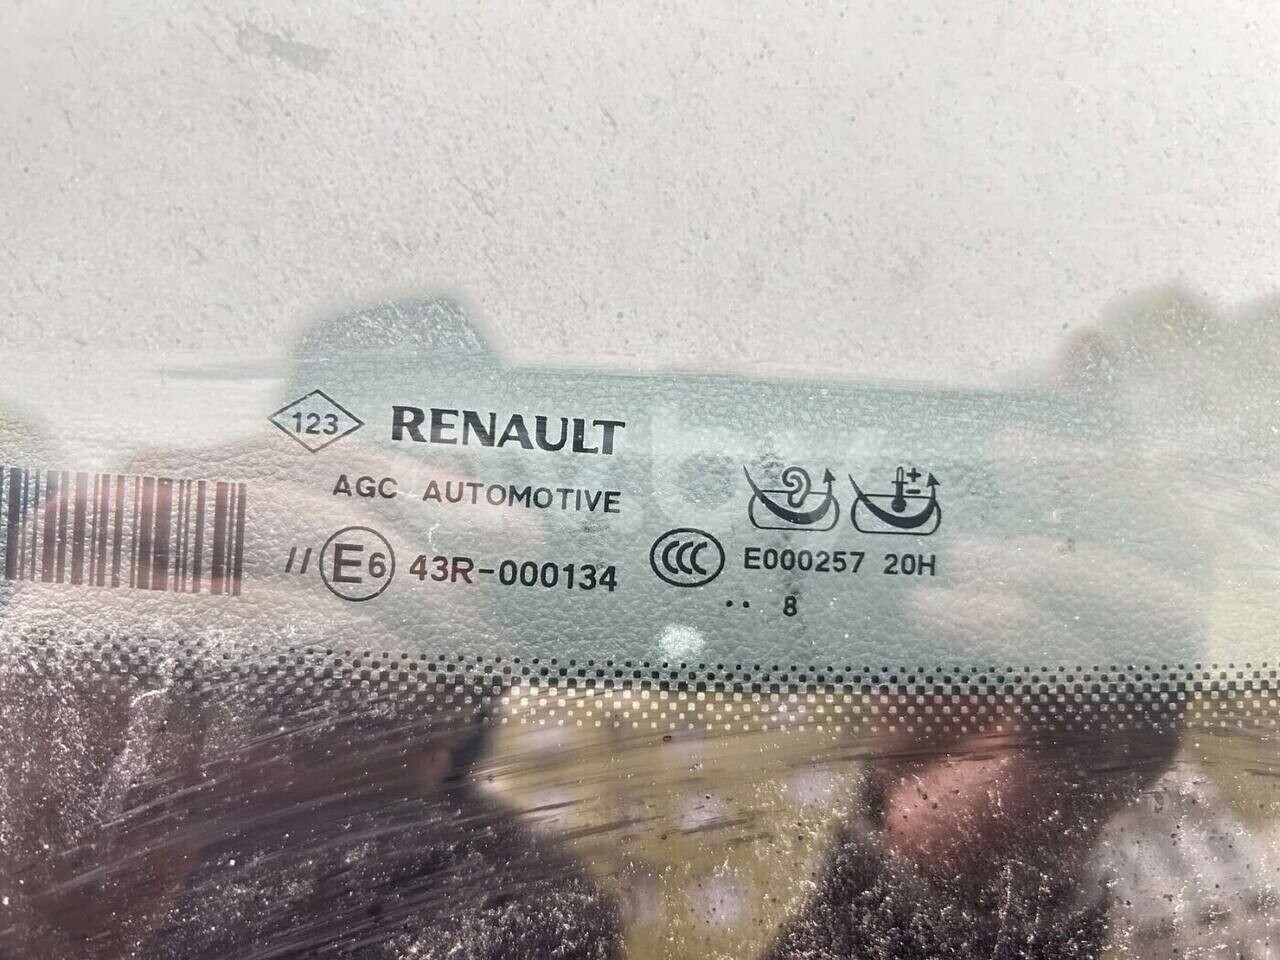 123 RENAULT
AGC AUTOMOTIVE
// E6 43R-000134
CCC E000257 20H
.. 8